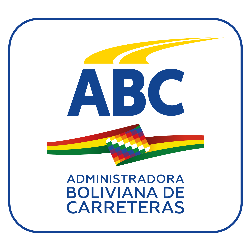 ABC
ADMINISTRADORA
BOLIVIANA DE
CARRETERAS